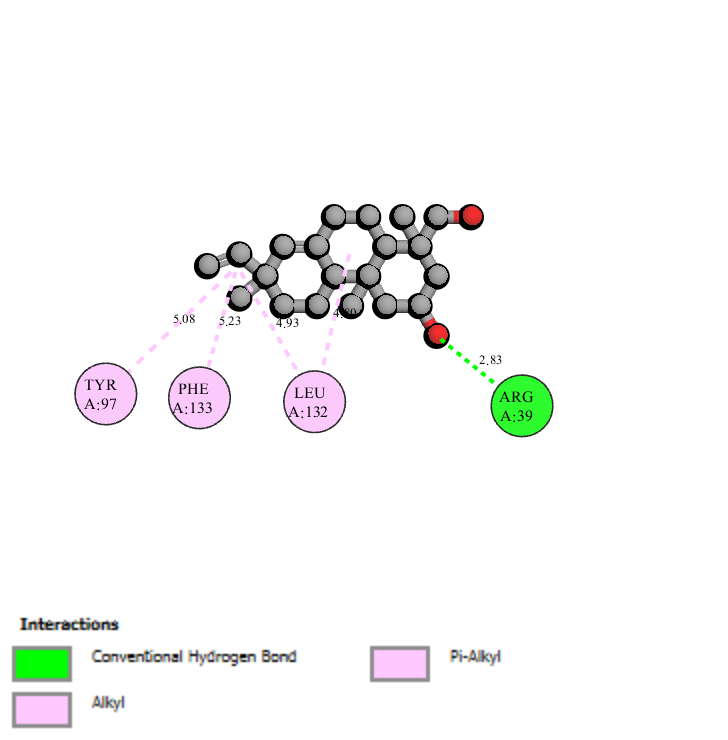 5.08
5.23
4.93
2.83
TYR
A:97
PHE
A:133
LEU
A:132
ARG
A:39
Interactions
Conventional Hydrogen Bond
Pi-Alkyl
Alkyl